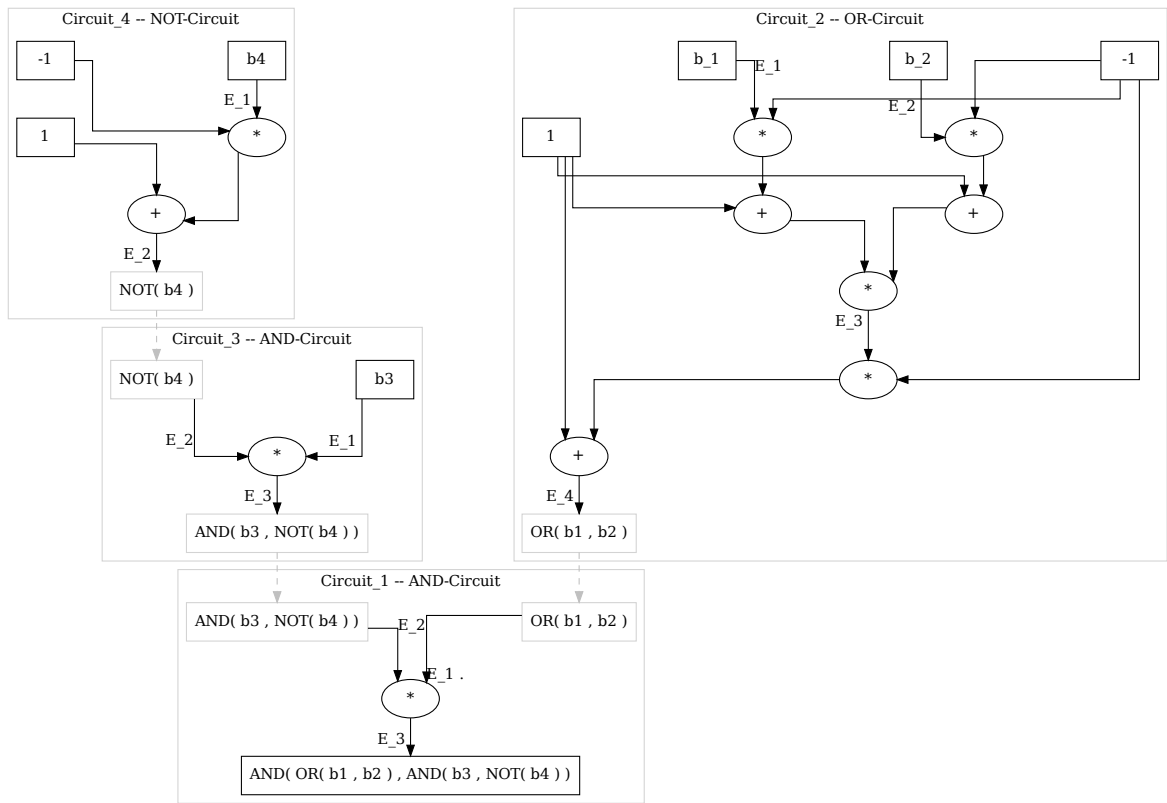 Circuit_4 -- NOT-Circuit
-1
b4
E_1
1
*
+
E_2
NOT( b4 )
Circuit_2 -- OR-Circuit
b_1
E_1
b_2
-1
E_2
1
*
*
+
+
*
E_3
*
+
E_4
OR( b1 , b2 )
Circuit_3 -- AND-Circuit
NOT( b4 )
b3
E_2
E_1
*
E_3
AND( b3 , NOT( b4 ) )
Circuit_1 -- AND-Circuit
AND( b3 , NOT( b4 ) )
E_2
OR( b1 , b2 )
E_1 .
*
E_3
AND( OR( b1 , b2 ) , AND( b3 , NOT( b4 ) ) )